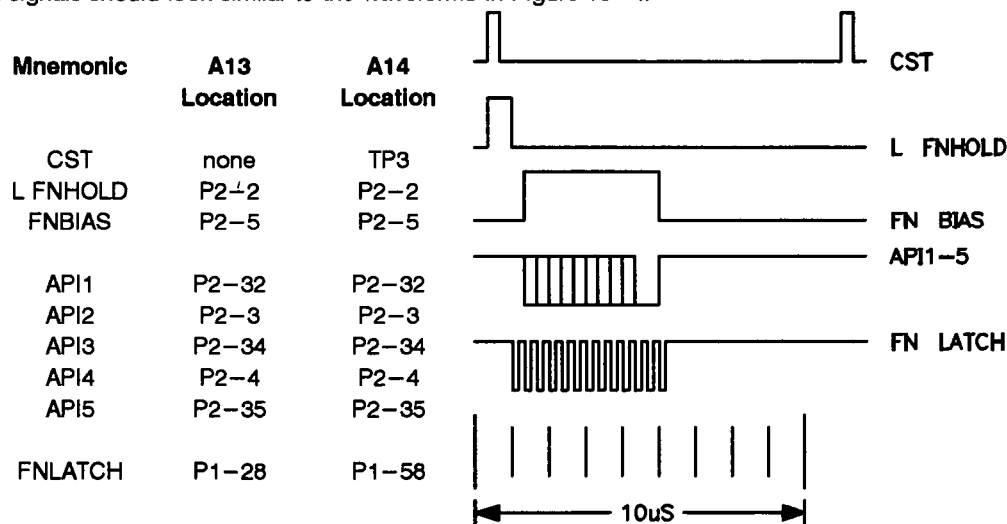 signals should look similar to the waveforms in Figure
Mnemonic A13 Location A14 Location
CST none TP3
L FNHOLD P2-2 P2-2
FNBIAS P2-5 P2-5
API1 P2-32 P2-32
API2 P2-3 P2-3
API3 P2-34 P2-34
API4 P2-4 P2-4
API5 P2-35 P2-35
FNLATCH P1-28 P1-58
CST
L FNHOLD
FN BIAS
API1-5
FN LATCH
10uS